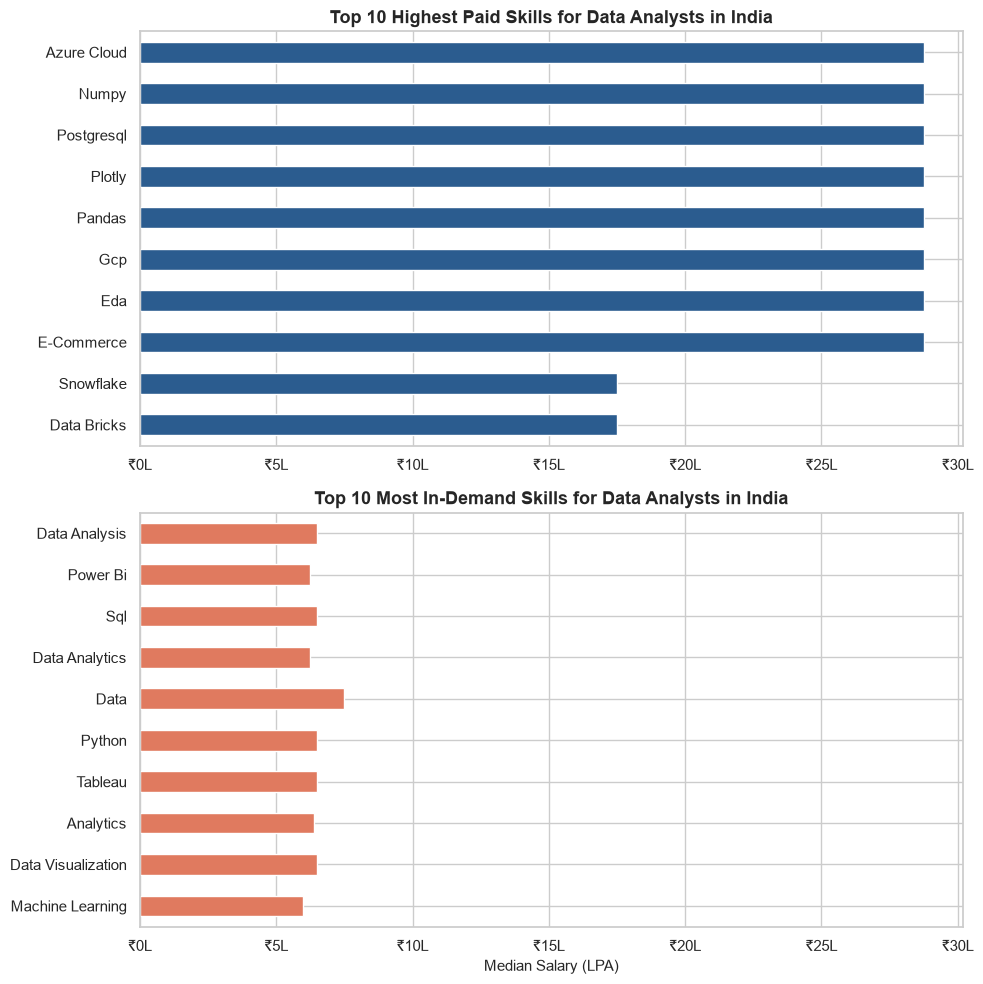 Top 10 Highest Paid Skills for Data Analysts in India
Azure Cloud
Numpy
Postgresql
Plotly
Pandas
Gcp
Eda
E-Commerce
Snowflake
Data Bricks
₹0L ₹5L ₹10L ₹15L ₹20L ₹25L ₹30L
Top 10 Most In-Demand Skills for Data Analysts in India
Data Analysis
Power Bi
Sql
Data Analytics
Data
Python
Tableau
Analytics
Data Visualization
Machine Learning
₹0L ₹5L ₹10L ₹15L ₹20L ₹25L ₹30L
Median Salary (LPA)